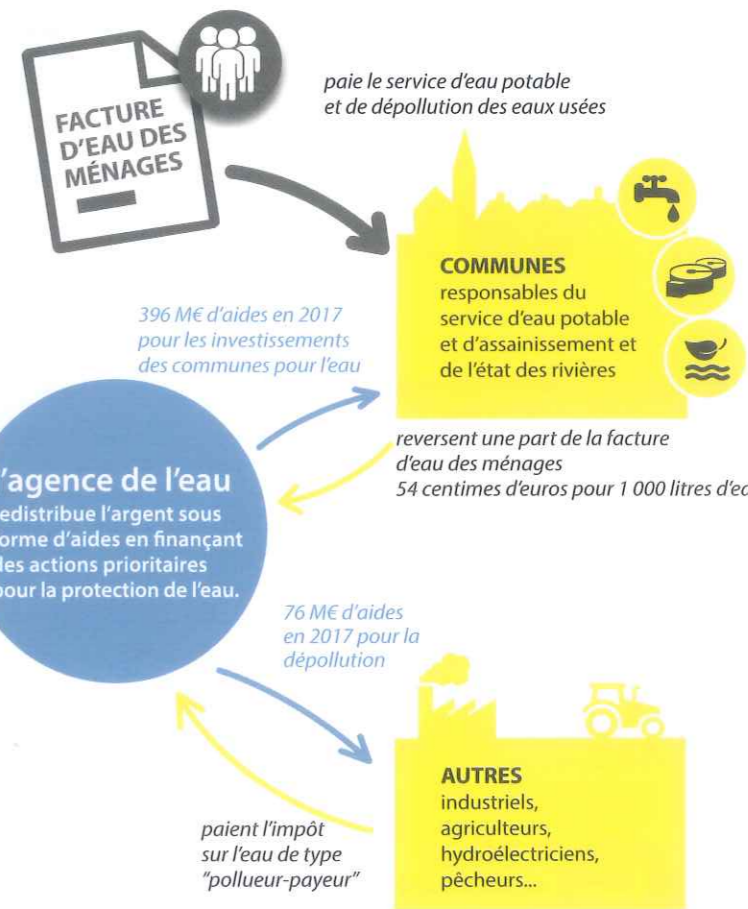 FACTURE
D'EAU DES
MÉNAGES
paie le service d'eau potable
et de dépollution des eaux usées
COMMUNES
responsables du
service d'eau potable
et d'assainissement et
de l'état des rivières
396 M€ d'aides en 2017
pour les investissements
des communes pour l'eau
reversent une part de la facture
d'eau des ménages
54 centimes d'euros pour 1 000 litres d'ea
'agence de l'eau
edistribue l'argent sous
orme d'aides en finançant
des actions prioritaires
pour la protection de l'eau.
76 M€ d'aides
en 2017 pour la
dépollution
AUTRES
industriels,
agriculteurs,
hydroélectriciens,
pêcheurs...
paient l'impôt
sur l'eau de type
"pollueur-payeur"